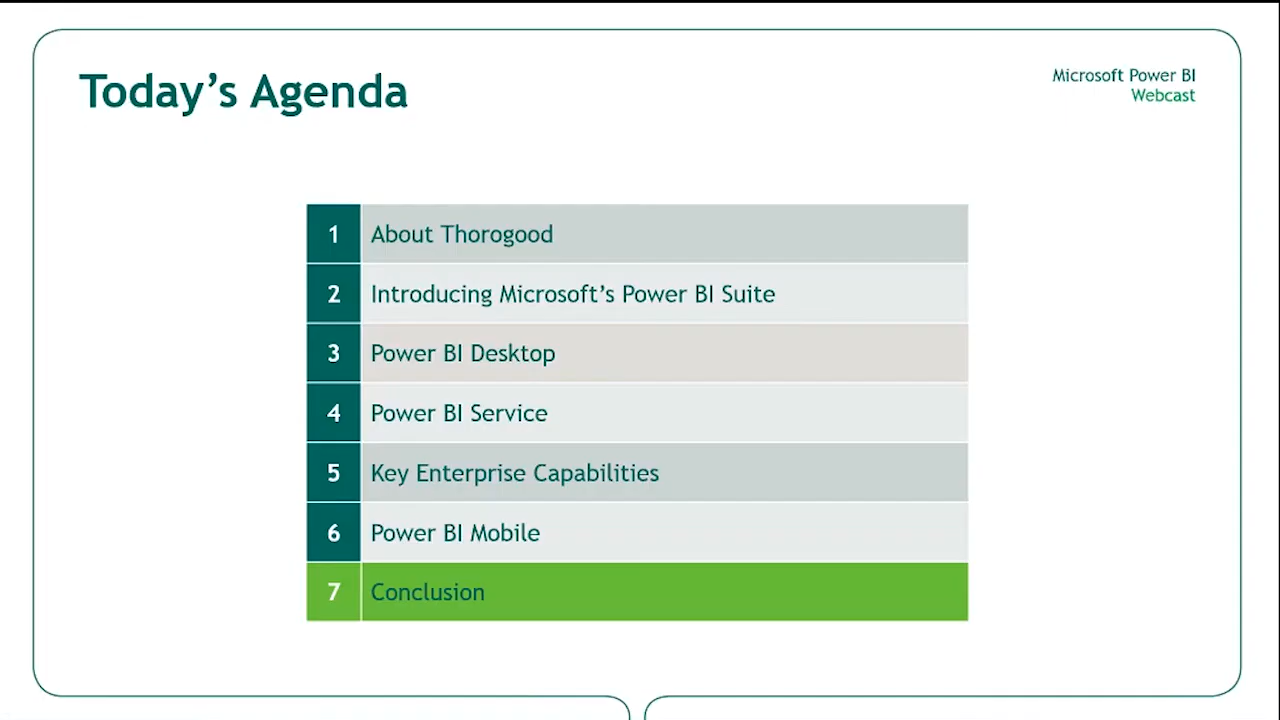 Today's Agenda
Microsoft Power BI
Webcast
1 About Thorogood
2 Introducing Microsoft's Power BI Suite
3 Power BI Desktop
4 Power BI Service
5 Key Enterprise Capabilities
6 Power BI Mobile
7 Conclusion